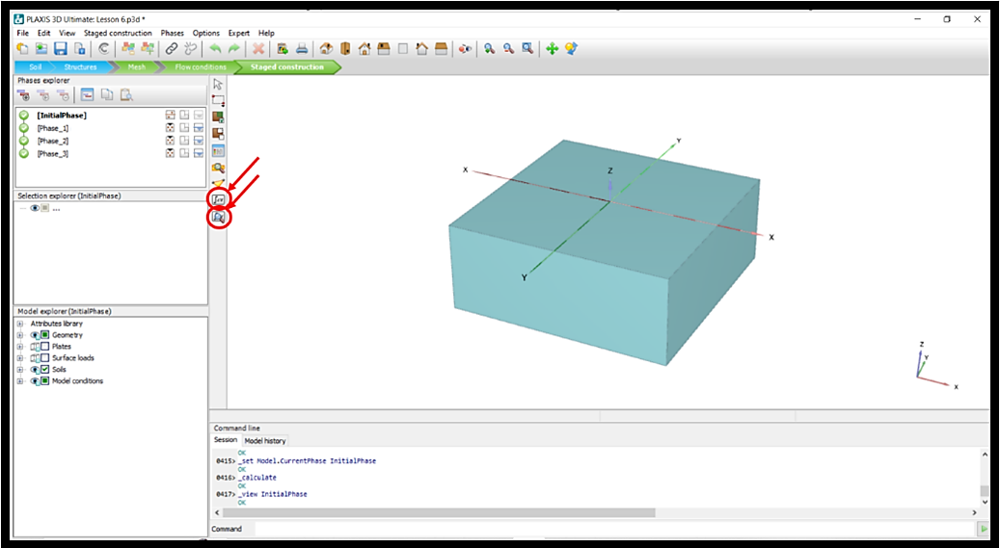 PLAXIS 3D Ultimate: Lesson 6.p3d *
File Edit View Staged construction Phases Options Expert Help
Soil Structures Mesh Flow conditions Staged construction
Phases explorer
[InitialPhase]
[Phase_1]
[Phase_2]
[Phase_3]
Selection explorer (InitialPhase)
...
Model explorer (InitialPhase)
Attributes library
Geometry
Plates
Surface loads
Soils
Model conditions
Y
X
Z
X
Y
Z
Y
X
Command line
Session Model history
OK
0415> _set Model.CurrentPhase InitialPhase
OK
0416> _calculate
OK
0417> _view InitialPhase
OK
Command